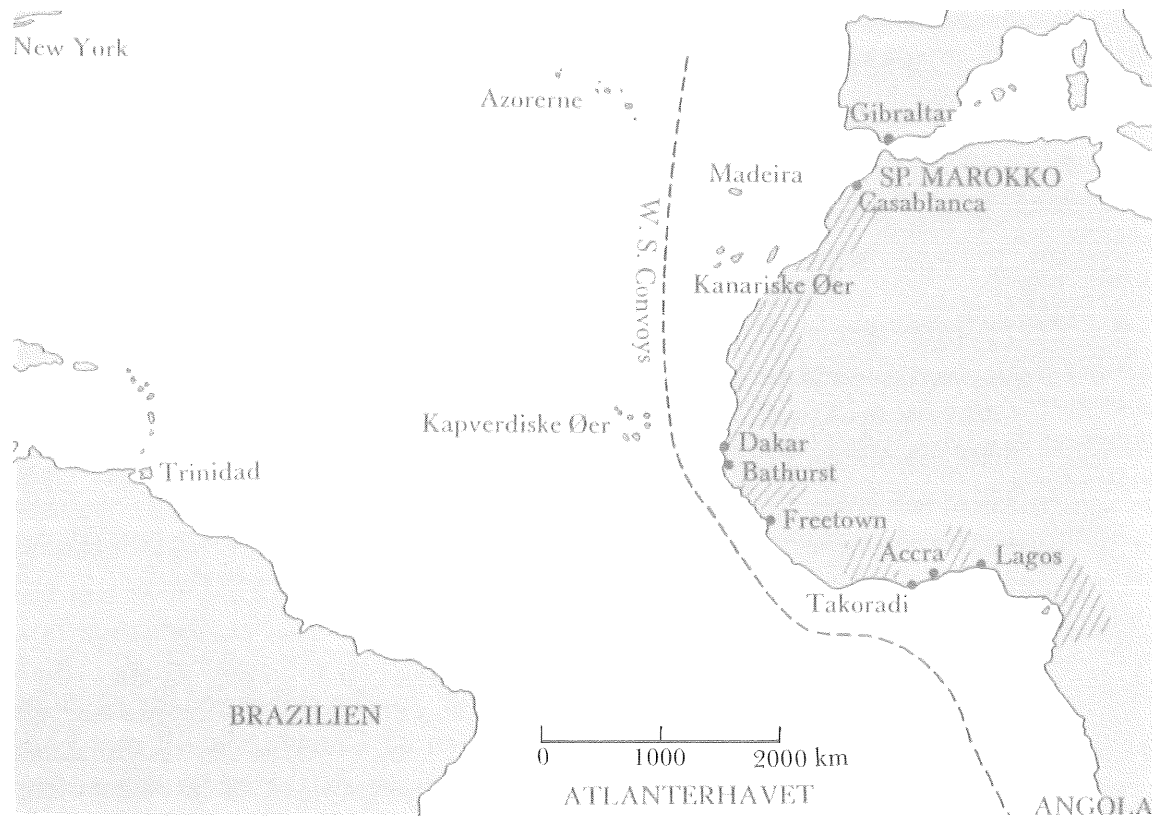 New York
Azorerne
Gibraltar
Madeira
SP. MAROKKO
Casablanca
W. S. Convoys
Kanariske Øer
Kapverdiske Øer
Dakar
Trinidad
Bathurst
Freetown
Accra
Lagos
Takoradi
BRAZILIEN
0 1000 2000 km
ATLANTERHAVET
ANGOLA